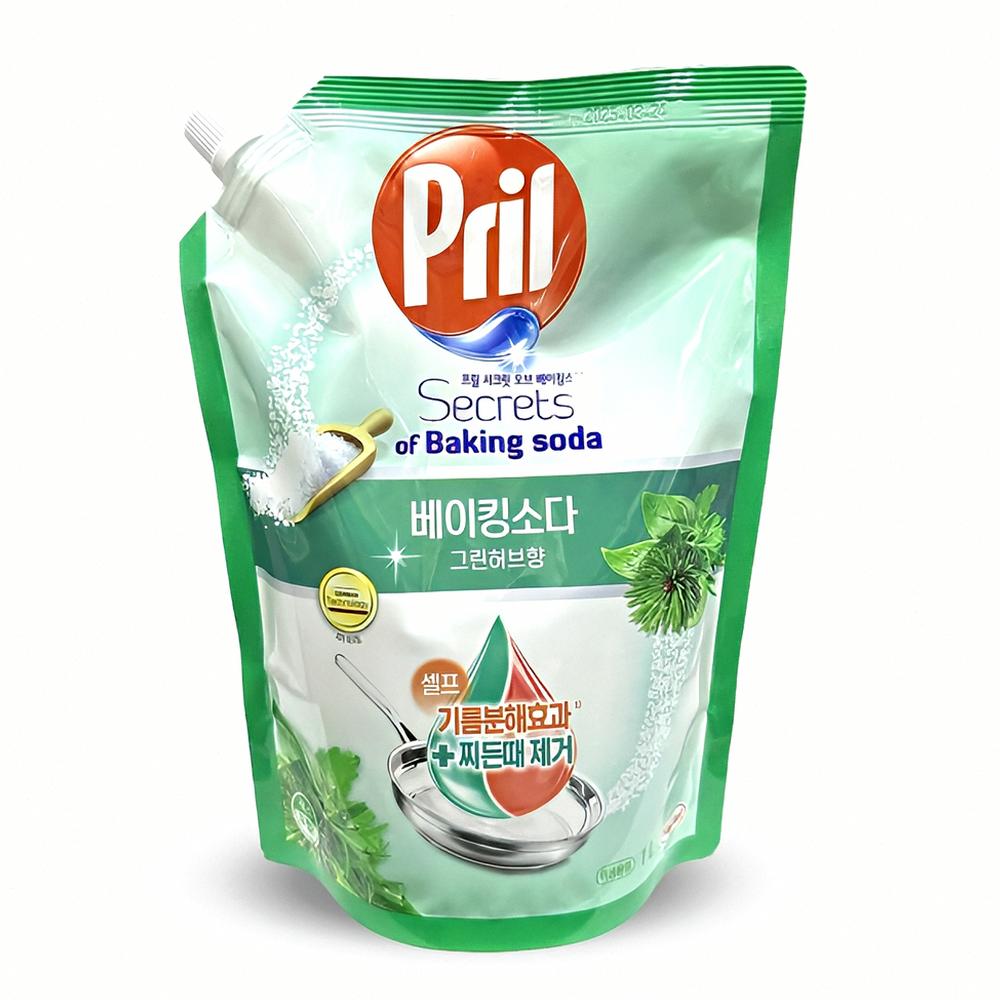 Pril
프릴 시크릿 오브 베이킹소
Secrets
of Baking soda
베이킹소다
그린허브향
Technology
셀프
기름분해효과 1)
+찌든때 제거
1L